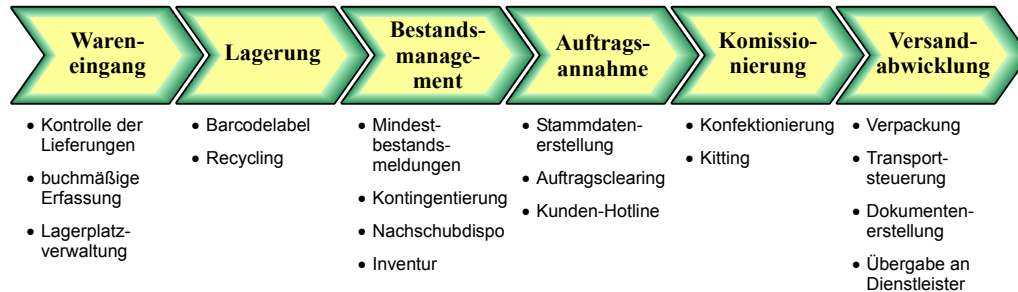 Waren-
eingang
Lagerung
Bestands-
manage-
ment
Auftrags-
annahme
Komissio-
nierung
Versand-
abwicklung
• Kontrolle der
Lieferungen
• buchmäßige
Erfassung
• Lagerplatz-
verwaltung
• Barcodelabel
• Recycling
• Mindest-
bestands-
meldungen
• Kontingentierung
• Nachschubdispo
• Inventur
• Stammdaten-
erstellung
• Auftragsclearing
• Kunden-Hotline
• Konfektionierung
• Kitting
• Verpackung
• Transport-
steuerung
• Dokumenten-
erstellung
• Übergabe an
Dienstleister